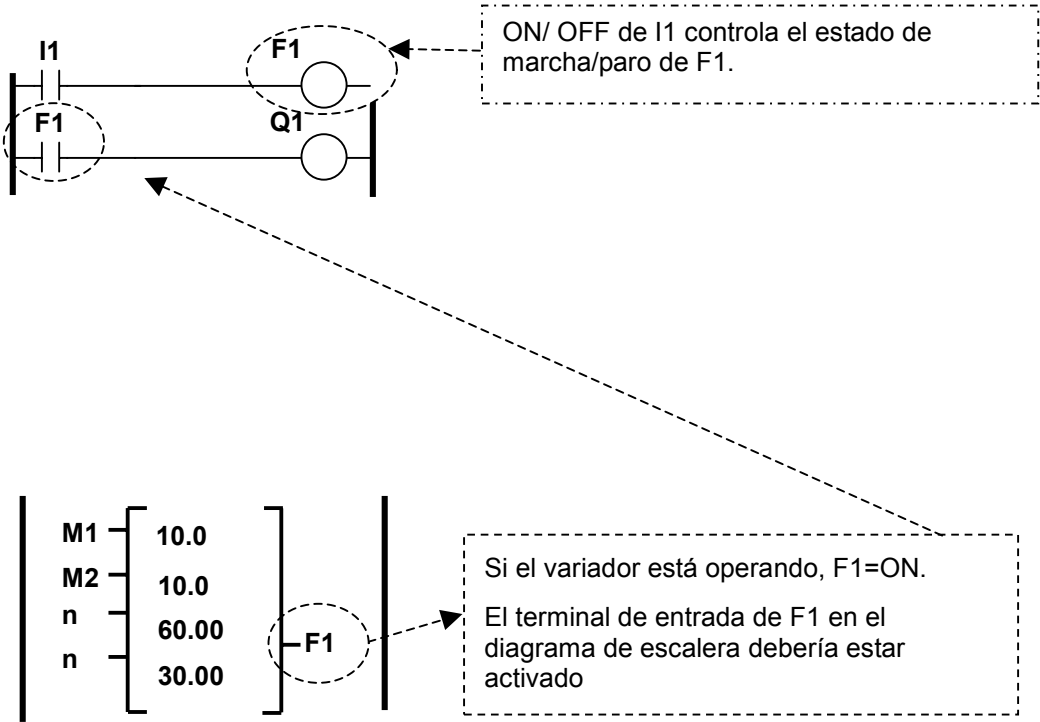 I1
F1
ON/ OFF de I1 controla el estado de
marcha/paro de F1.
F1
Q1
M1
10.0
M2
10.0
n
60.00
n
30.00
F1
Si el variador está operando, F1=ON.
El terminal de entrada de F1 en el
diagrama de escalera debería estar
activado